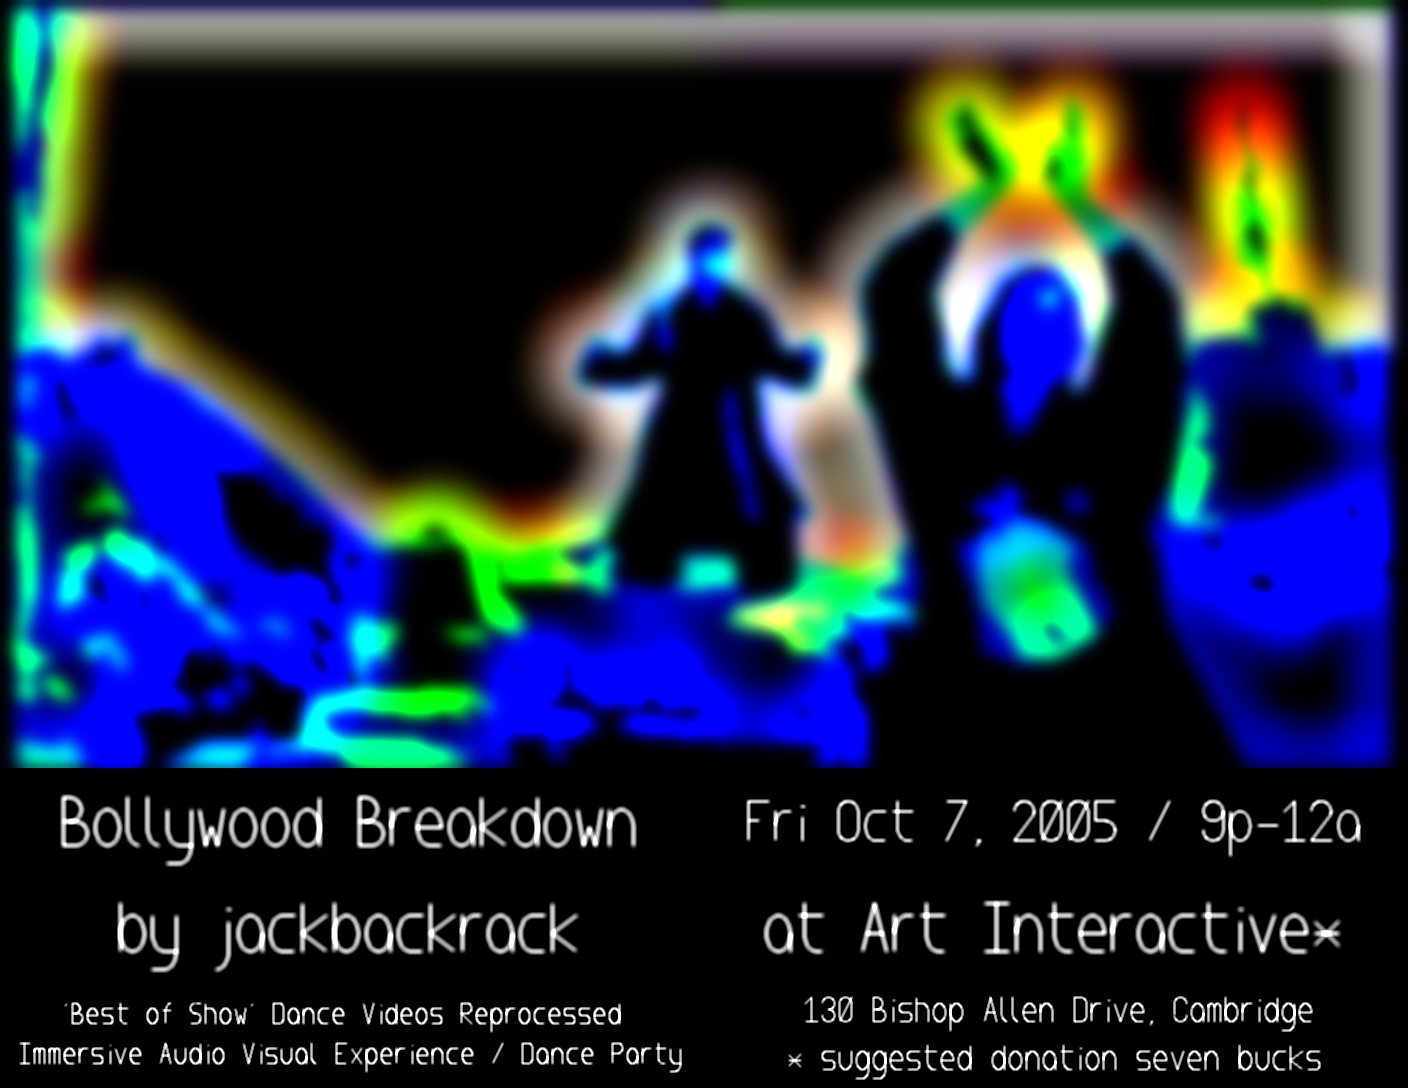 Bollywood Breakdown
by jackbackrack
'Best of Show' Dance Videos Reprocessed
Immersive Audio Visual Experience / Dance Party
Fri Oct 7, 2005 / 9p-12a
at Art Interactive*
130 Bishop Allen Drive, Cambridge
* suggested donation seven bucks